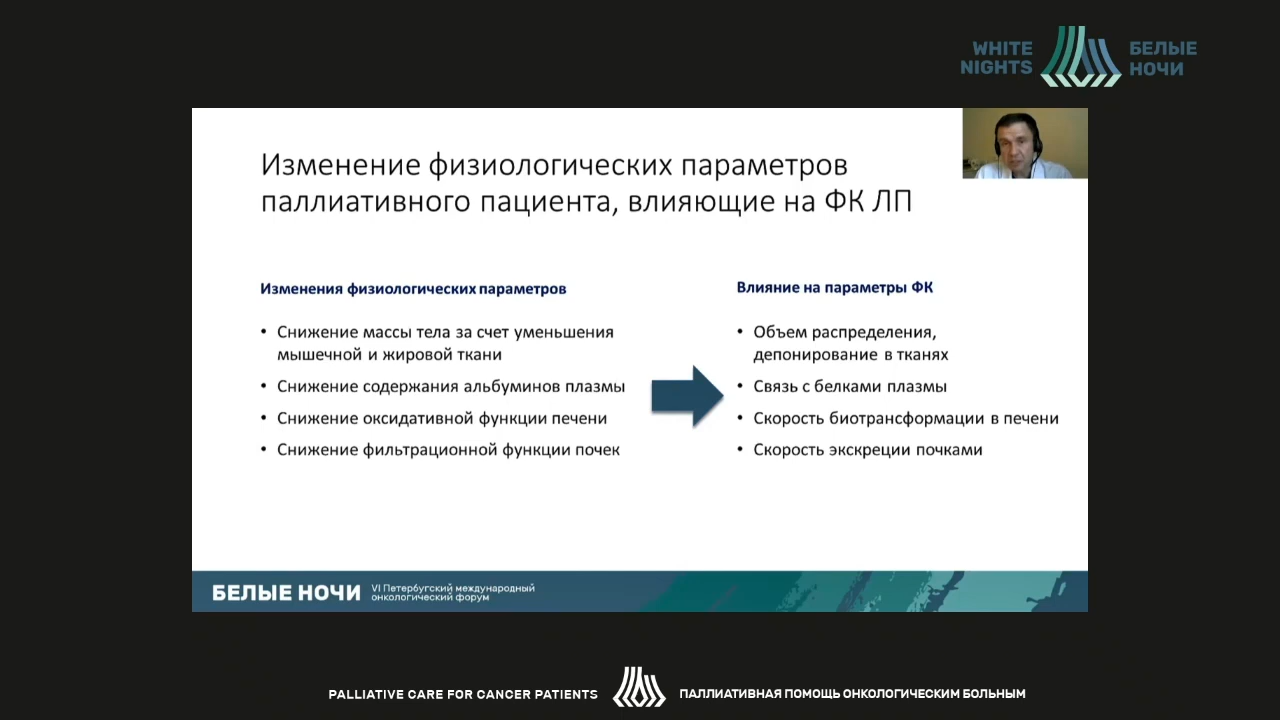 WHITE
NIGHTS
БЕЛЫЕ
НОЧИ
Изменение физиологических параметров
паллиативного пациента, влияющие на ФК ЛП
Изменения физиологических параметров
• Снижение массы тела за счет уменьшения
мышечной и жировой ткани
• Снижение содержания альбуминов плазмы
• Снижение оксидативной функции печени
• Снижение фильтрационной функции почек
Влияние на параметры ФК
• Объем распределения,
депонирование в тканях
• Связь с белками плазмы
• Скорость биотрансформации в печени
• Скорость экскреции почками
БЕЛЫЕ НОЧИ
VI Петербугский международный
онкологический форум
PALLIATIVE CARE FOR CANCER PATIENTS
ПАЛЛИАТИВНАЯ ПОМОЩЬ ОНКОЛОГИЧЕСКИМ БОЛЬНЫМ